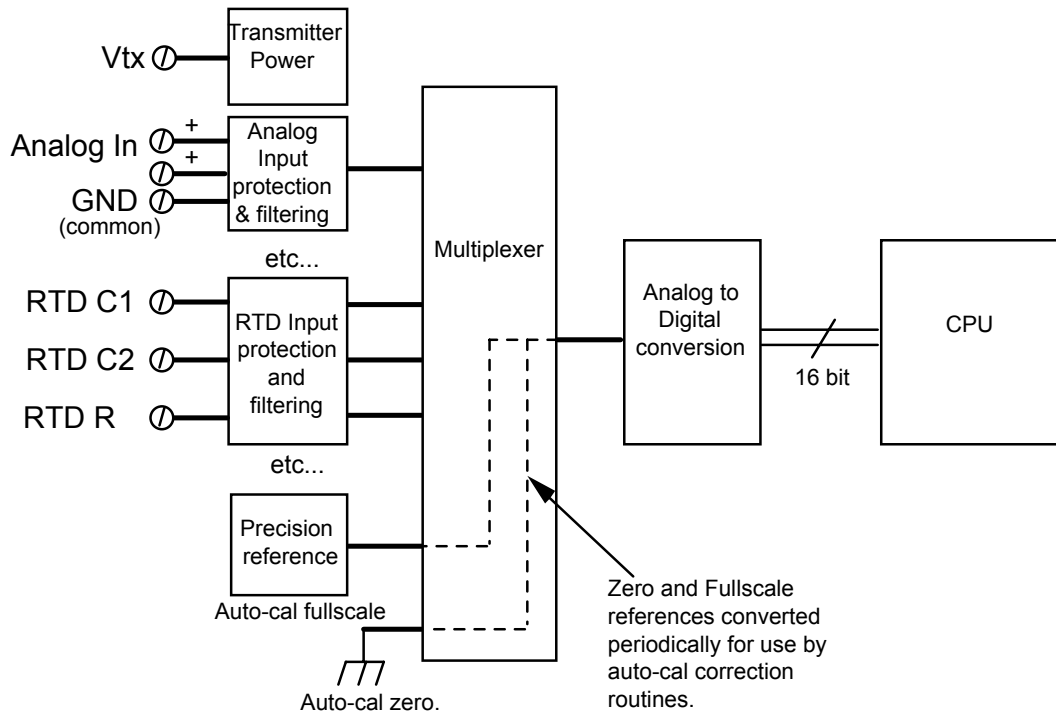 Vtx
Transmitter
Power
Analog In
+
+
GND
(common)
Analog
Input
protection
& filtering
etc...
RTD C1
RTD C2
RTD R
RTD Input
protection
and
filtering
etc...
Precision
reference
Auto-cal fullscale
Auto-cal zero.
Multiplexer
Analog to
Digital
conversion
16 bit
CPU
Zero and Fullscale
references converted
periodically for use by
auto-cal correction
routines.